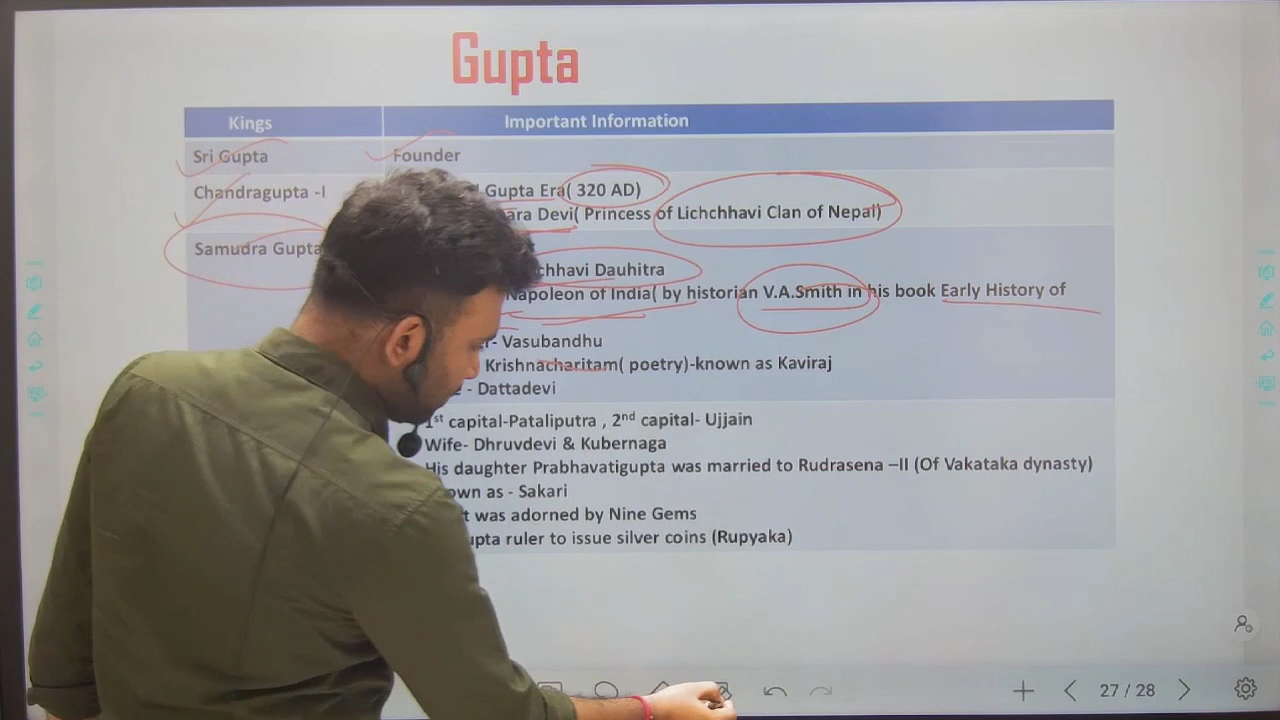 Gupta
Kings Important Information
Sri Gupta Founder
Chandragupta -I Gupta Era( 320 AD)
Devi( Princess of Lichchhavi Clan of Nepal)
Samudra Gupta
Dauhitra
Napoleon of India( by historian V.A.Smith in his book Early History of
- Vasubandhu
Krishnacharitam( poetry)-known as Kaviraj
- Dattadevi
1st capital-Pataliputra , 2nd capital- Ujjain
Wife- Dhruvdevi & Kubernaga
His daughter Prabhavatigupta was married to Rudrasena –II (Of Vakataka dynasty)
as - Sakari
was adorned by Nine Gems
ruler to issue silver coins (Rupyaka)
27 / 28